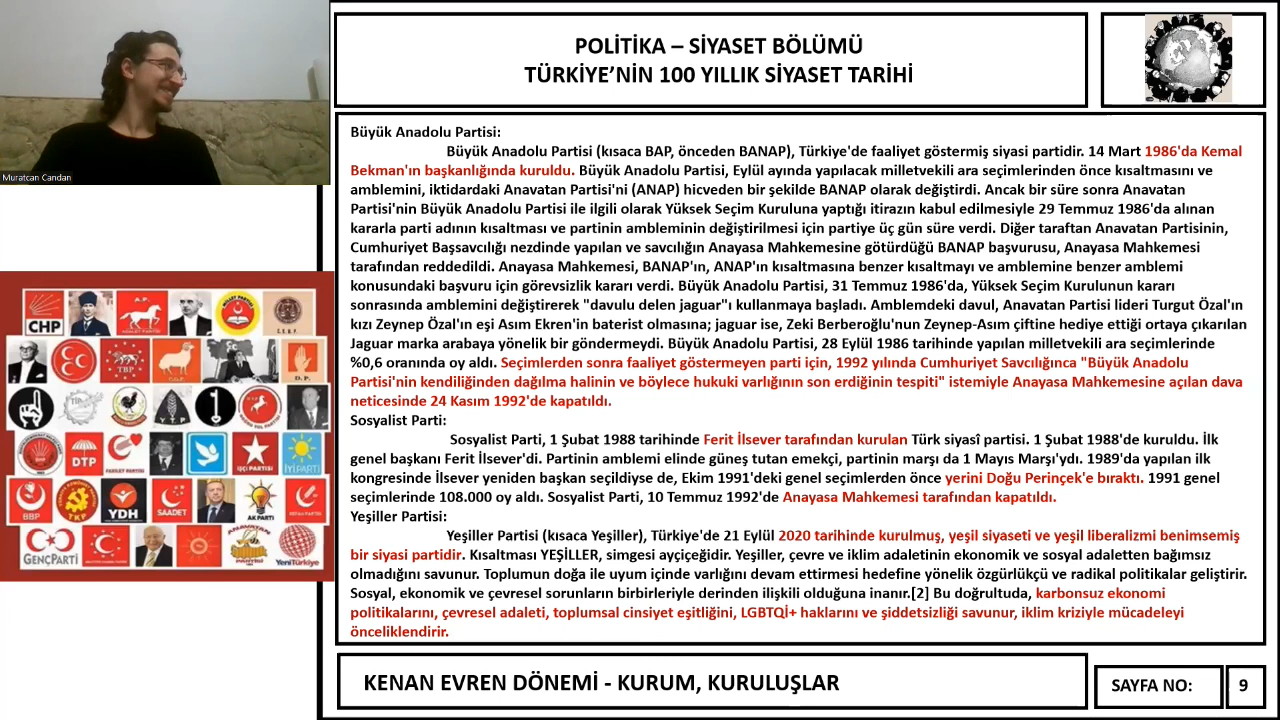 Muratcan Candan
POLİTİKA – SİYASET BÖLÜMÜ
TÜRKİYE'NİN 100 YILLIK SİYASET TARİHİ
Büyük Anadolu Partisi:
Büyük Anadolu Partisi (kısaca BAP, önceden BANAP), Türkiye'de faaliyet göstermiş siyasi partidir. 14 Mart 1986'da Kemal
Bekman'ın başkanlığında kuruldu. Büyük Anadolu Partisi, Eylül ayında yapılacak milletvekili ara seçimlerinden önce kısaltmasını ve
amblemini, iktidardaki Anavatan Partisi'ni (ANAP) hicveden bir şekilde BANAP olarak değiştirdi. Ancak bir süre sonra Anavatan
Partisi'nin Büyük Anadolu Partisi ile ilgili olarak Yüksek Seçim Kuruluna yaptığı itirazın kabul edilmesiyle 29 Temmuz 1986'da alınan
kararla parti adının kısaltması ve partinin ambleminin değiştirilmesi için partiye üç gün süre verdi. Diğer taraftan Anavatan Partisinin,
Cumhuriyet Başsavcılığı nezdinde yapılan ve savcılığın Anayasa Mahkemesine götürdüğü BANAP başvurusu, Anayasa Mahkemesi
tarafından reddedildi. Anayasa Mahkemesi, BANAP'ın, ANAP'ın kısaltmasına benzer kısaltmayı ve amblemine benzer amblemi
konusundaki başvuru için görevsizlik kararı verdi. Büyük Anadolu Partisi, 31 Temmuz 1986'da, Yüksek Seçim Kurulunun kararı
sonrasında amblemini değiştirerek "davulu delen jaguar"ı kullanmaya başladı. Amblemdeki davul, Anavatan Partisi lideri Turgut Özal'ın
kızı Zeynep Özal'ın eşi Asım Ekren'in baterist olmasına; jaguar ise, Zeki Berberoğlu'nun Zeynep-Asım çiftine hediye ettiği ortaya çıkarılan
Jaguar marka arabaya yönelik bir göndermeydi. Büyük Anadolu Partisi, 28 Eylül 1986 tarihinde yapılan milletvekili ara seçimlerinde
%0,6 oranında oy aldı. Seçimlerden sonra faaliyet göstermeyen parti için, 1992 yılında Cumhuriyet Savcılığınca "Büyük Anadolu
Partisi'nin kendiliğinden dağılma halinin ve böylece hukuki varlığının son erdiğinin tespiti" istemiyle Anayasa Mahkemesine açılan dava
neticesinde 24 Kasım 1992'de kapatıldı.
Sosyalist Parti:
Sosyalist Parti, 1 Şubat 1988 tarihinde Ferit İlsever tarafından kurulan Türk siyasî partisi. 1 Şubat 1988'de kuruldu. İlk
genel başkanı Ferit İlsever'di. Partinin amblemi elinde güneş tutan emekçi, partinin marşı da 1 Mayıs Marşı'ydı. 1989'da yapılan ilk
kongresinde İlsever yeniden başkan seçildiyse de, Ekim 1991'deki genel seçimlerden önce yerini Doğu Perinçek'e bıraktı. 1991 genel
seçimlerinde 108.000 oy aldı. Sosyalist Parti, 10 Temmuz 1992'de Anayasa Mahkemesi tarafından kapatıldı.
Yeşiller Partisi:
Yeşiller Partisi (kısaca Yeşiller), Türkiye'de 21 Eylül 2020 tarihinde kurulmuş, yeşil siyaseti ve yeşil liberalizmi benimsemiş
bir siyasi partidir. Kısaltması YEŞİLLER, simgesi ayçiçeğidir. Yeşiller, çevre ve iklim adaletinin ekonomik ve sosyal adaletten bağımsız
olmadığını savunur. Toplumun doğa ile uyum içinde varlığını devam ettirmesi hedefine yönelik özgürlükçü ve radikal politikalar geliştirir.
Sosyal, ekonomik ve çevresel sorunların birbirleriyle derinden ilişkili olduğuna inanır.[2] Bu doğrultuda, karbonsuz ekonomi
politikalarını, çevresel adaleti, toplumsal cinsiyet eşitliğini, LGBTQİ+ haklarını ve şiddetsizliği savunur, iklim kriziyle mücadeleyi
önceliklendirir.
CHP
A.P.
MİLLET PARTİSİ
TBP
D.P.
Y.T.P.
DTP
FAZİLET PARTİSİ
İŞÇİ PARTİSİ
İYİ PARTİ
BBP
TKP
YDH
SAADET
AK PARTİ
REFAH PARTİSİ
GENÇPARTİ
ANAVATAN
PARTİSİ
YeniTürkiye
KENAN EVREN DÖNEMİ - KURUM, KURULUŞLAR
SAYFA NO:
9